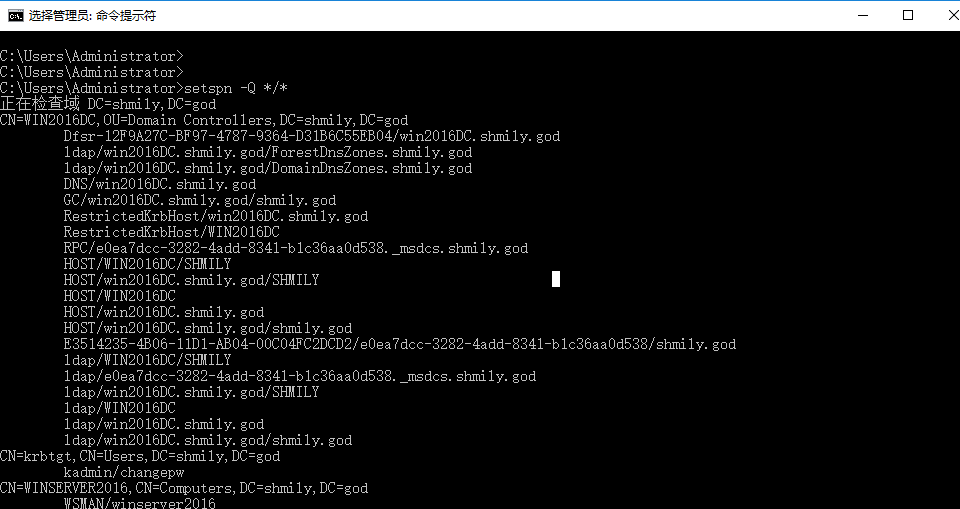 选择管理员: 命令提示符
C:\Users\Administrator>
C:\Users\Administrator>
C:\Users\Administrator>setspn -Q */*
正在检查域 DC=shmily,DC=god
CN=WIN2016DC,OU=Domain Controllers,DC=shmily,DC=god
Dfsr-12F9A27C-BF97-4787-9364-D31B6C55EB04/win2016DC.shmily.god
ldap/win2016DC.shmily.god/ForestDnsZones.shmily.god
ldap/win2016DC.shmily.god/DomainDnsZones.shmily.god
DNS/win2016DC.shmily.god
GC/win2016DC.shmily.god/shmily.god
RestrictedKrbHost/win2016DC.shmily.god
RestrictedKrbHost/WIN2016DC
RPC/e0ea7dcc-3282-4add-8341-b1c36aa0d538._msdcs.shmily.god
HOST/WIN2016DC/SHMILY
HOST/win2016DC.shmily.god/SHMILY
HOST/WIN2016DC
HOST/win2016DC.shmily.god
HOST/win2016DC.shmily.god/shmily.god
E3514235-4B06-11D1-AB04-00C04FC2DCD2/e0ea7dcc-3282-4add-8341-b1c36aa0d538/shmily.god
ldap/WIN2016DC/SHMILY
ldap/e0ea7dcc-3282-4add-8341-b1c36aa0d538._msdcs.shmily.god
ldap/win2016DC.shmily.god/SHMILY
ldap/WIN2016DC
ldap/win2016DC.shmily.god
ldap/win2016DC.shmily.god/shmily.god
CN=krbtgt,CN=Users,DC=shmily,DC=god
kadmin/changepw
CN=WINSERVER2016,CN=Computers,DC=shmily,DC=god
WSMAN/winserver2016